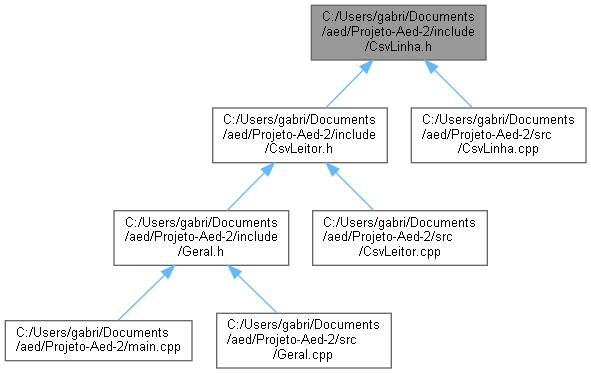 C:/Users/gabri/Documents
/aed/Projeto-Aed-2/include
/CsvLinha.h
C:/Users/gabri/Documents
/aed/Projeto-Aed-2/include
/CsvLeitor.h
C:/Users/gabri/Documents
/aed/Projeto-Aed-2/src
/CsvLinha.cpp
C:/Users/gabri/Documents
/aed/Projeto-Aed-2/include
/Geral.h
C:/Users/gabri/Documents
/aed/Projeto-Aed-2/src
/CsvLeitor.cpp
C:/Users/gabri/Documents
/aed/Projeto-Aed-2/main.cpp
C:/Users/gabri/Documents
/aed/Projeto-Aed-2/src
/Geral.cpp